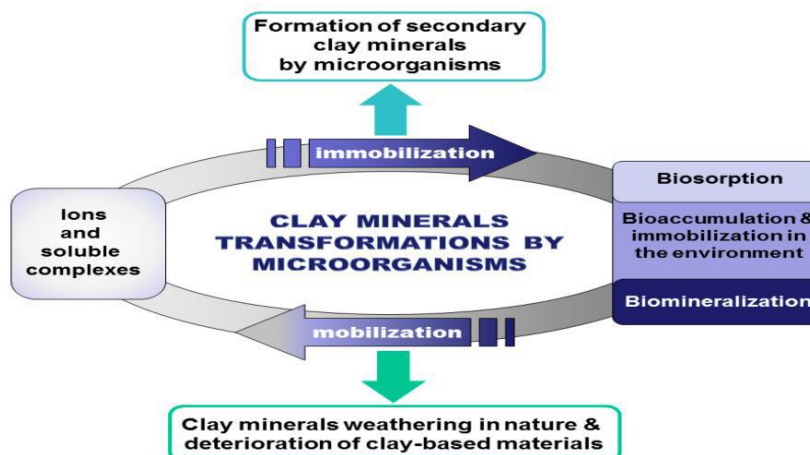 Formation of secondary
clay minerals
by microorganisms
immobilization
Ions
and
soluble
complexes
CLAY MINERALS
TRANSFORMATIONS BY
MICROORGANISMS
Biosorption
Bioaccumulation &
immobilization in
the environment
Biomineralization
mobilization
Clay minerals weathering in nature &
deterioration of clay-based materials